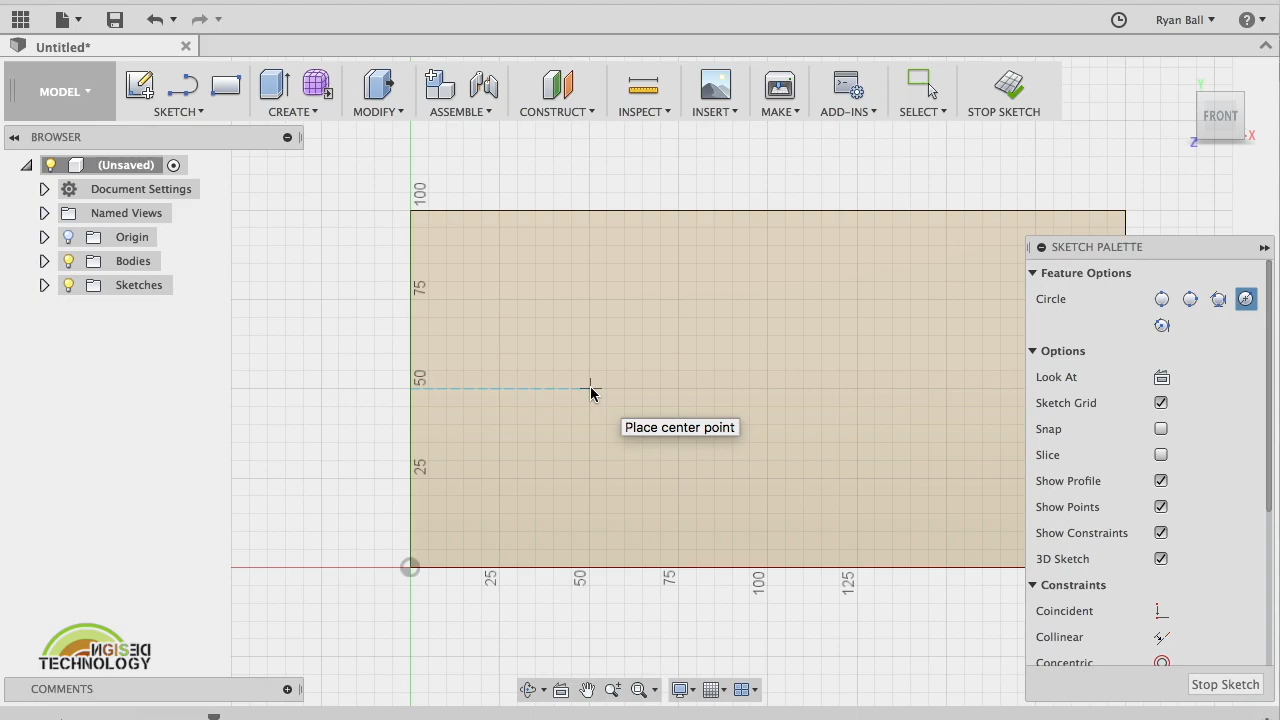 Ryan Ball
Untitled*
MODEL
SKETCH
CREATE
MODIFY
ASSEMBLE
CONSTRUCT
INSPECT
INSERT
MAKE
ADD-INS
SELECT
STOP SKETCH
FRONT
Y
X
Z
BROWSER
(Unsaved)
Document Settings
Named Views
Origin
Bodies
Sketches
100
75
50
25
25
50
75
100
125
Place center point
SKETCH PALETTE
Feature Options
Circle
Options
Look At
Sketch Grid
Snap
Slice
Show Profile
Show Points
Show Constraints
3D Sketch
Constraints
Coincident
Collinear
Concentric
Stop Sketch
DESIGN
TECHNOLOGY
COMMENTS